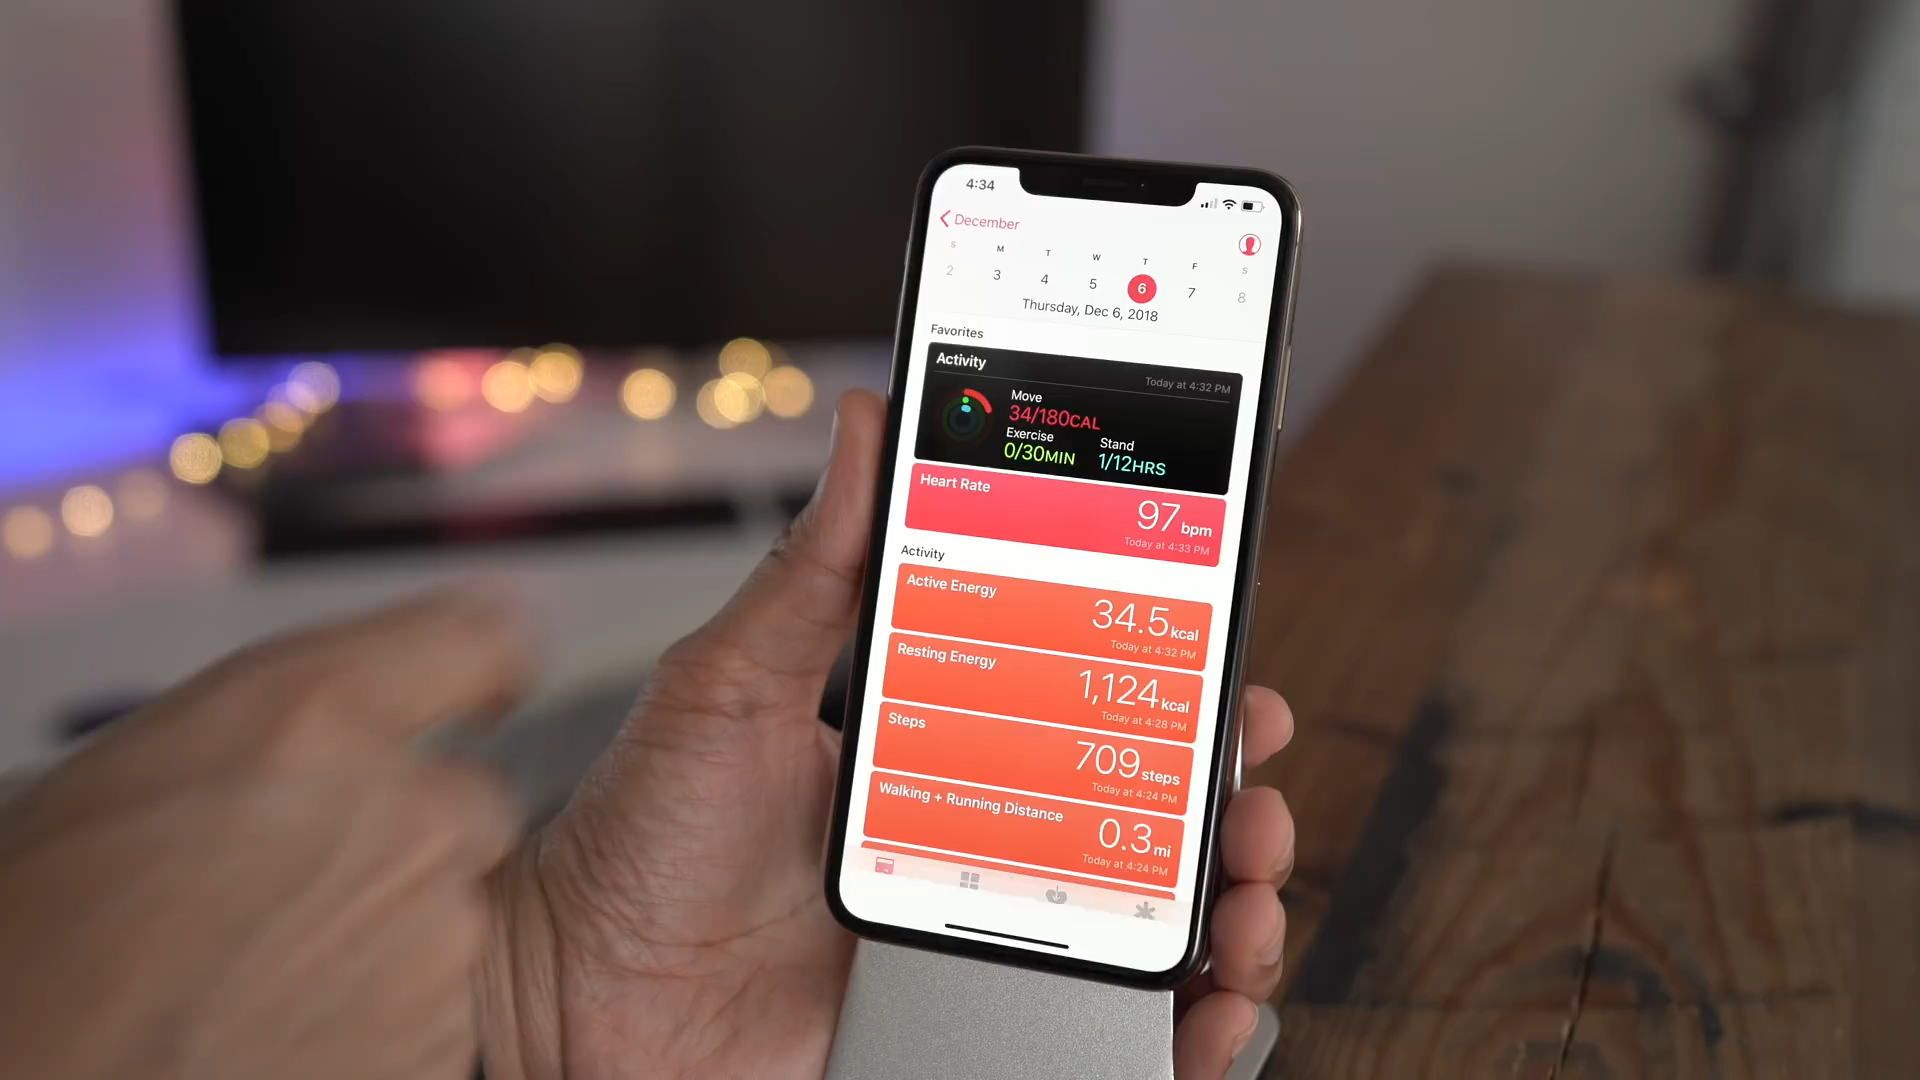 4:34
December
S M T W T F S
2 3 4 5 6 7 8
Thursday, Dec 6, 2018
Favorites
Activity
Today at 4:32 PM
Move
34/180CAL
Exercise
0/30MIN
Stand
1/12HRS
Heart Rate
97 bpm
Today at 4:33 PM
Activity
Active Energy
34.5 kcal
Today at 4:32 PM
Resting Energy
1,124 kcal
Today at 4:28 PM
Steps
709 steps
Today at 4:24 PM
Walking + Running Distance
0.3 mi
Today at 4:24 PM